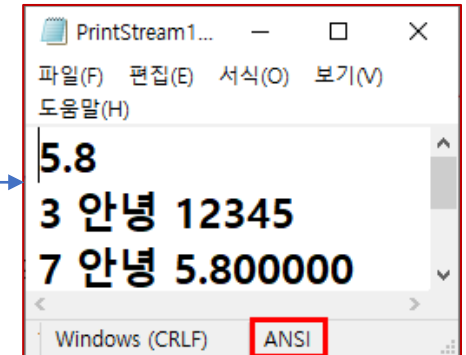 PrintStream1...
파일(F) 편집(E) 서식(O) 보기(V)
도움말(H)
5.8
3 안녕 12345
7 안녕 5.800000
Windows (CRLF) ANSI